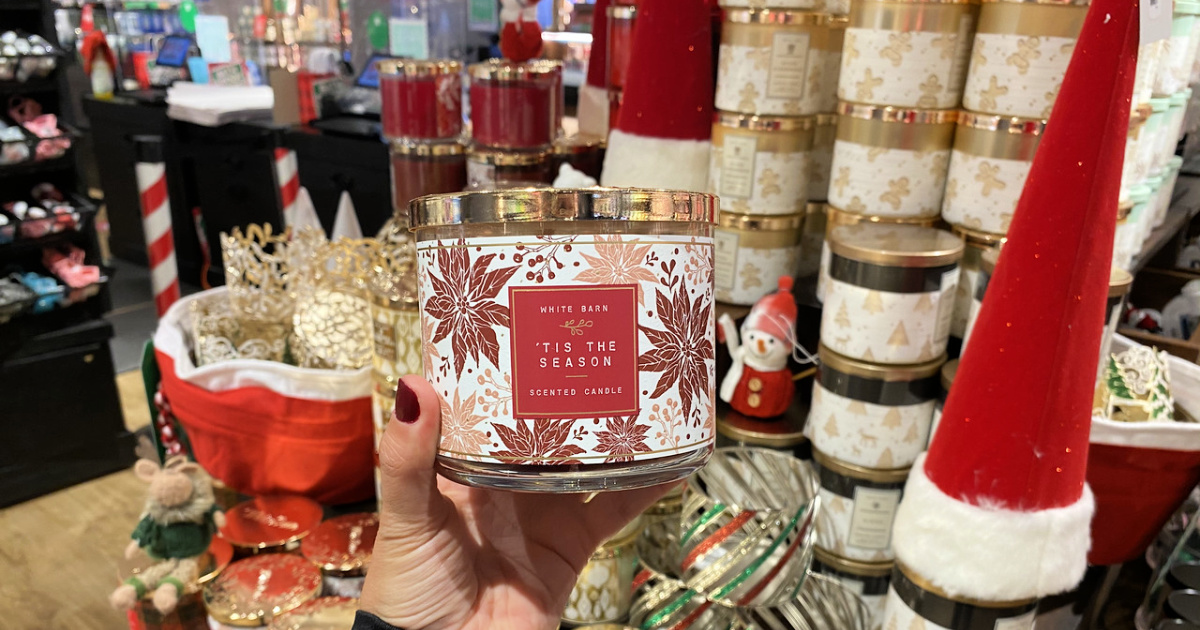 WHITE BARN
'TIS THE
SEASON
SCENTED CANDLE